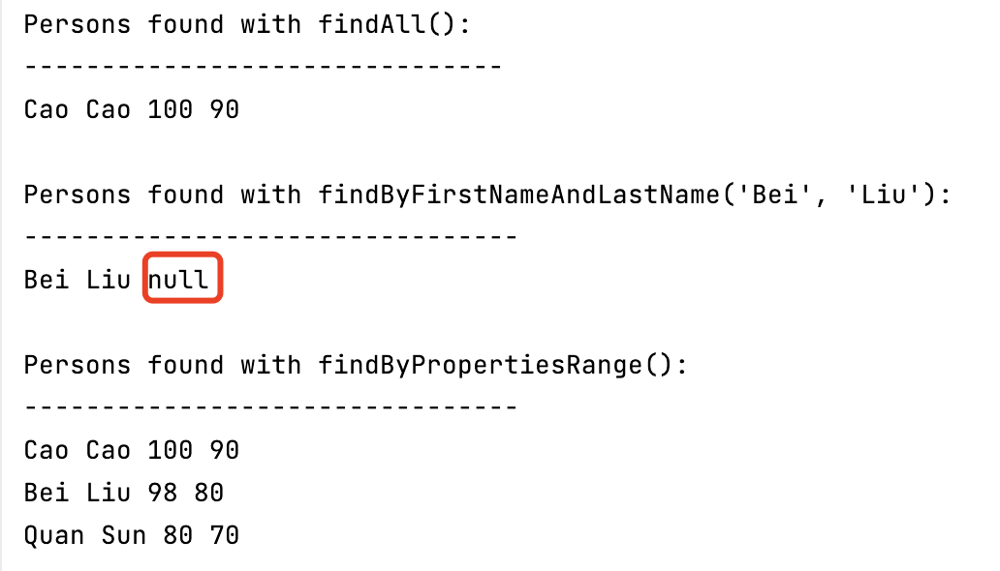 Persons found with findAll():
-------------------------------
Cao Cao 100 90
Persons found with findByFirstNameAndLastName('Bei', 'Liu'):
--------------------------------
Bei Liu null
Persons found with findByPropertiesRange():
--------------------------------
Cao Cao 100 90
Bei Liu 98 80
Quan Sun 80 70